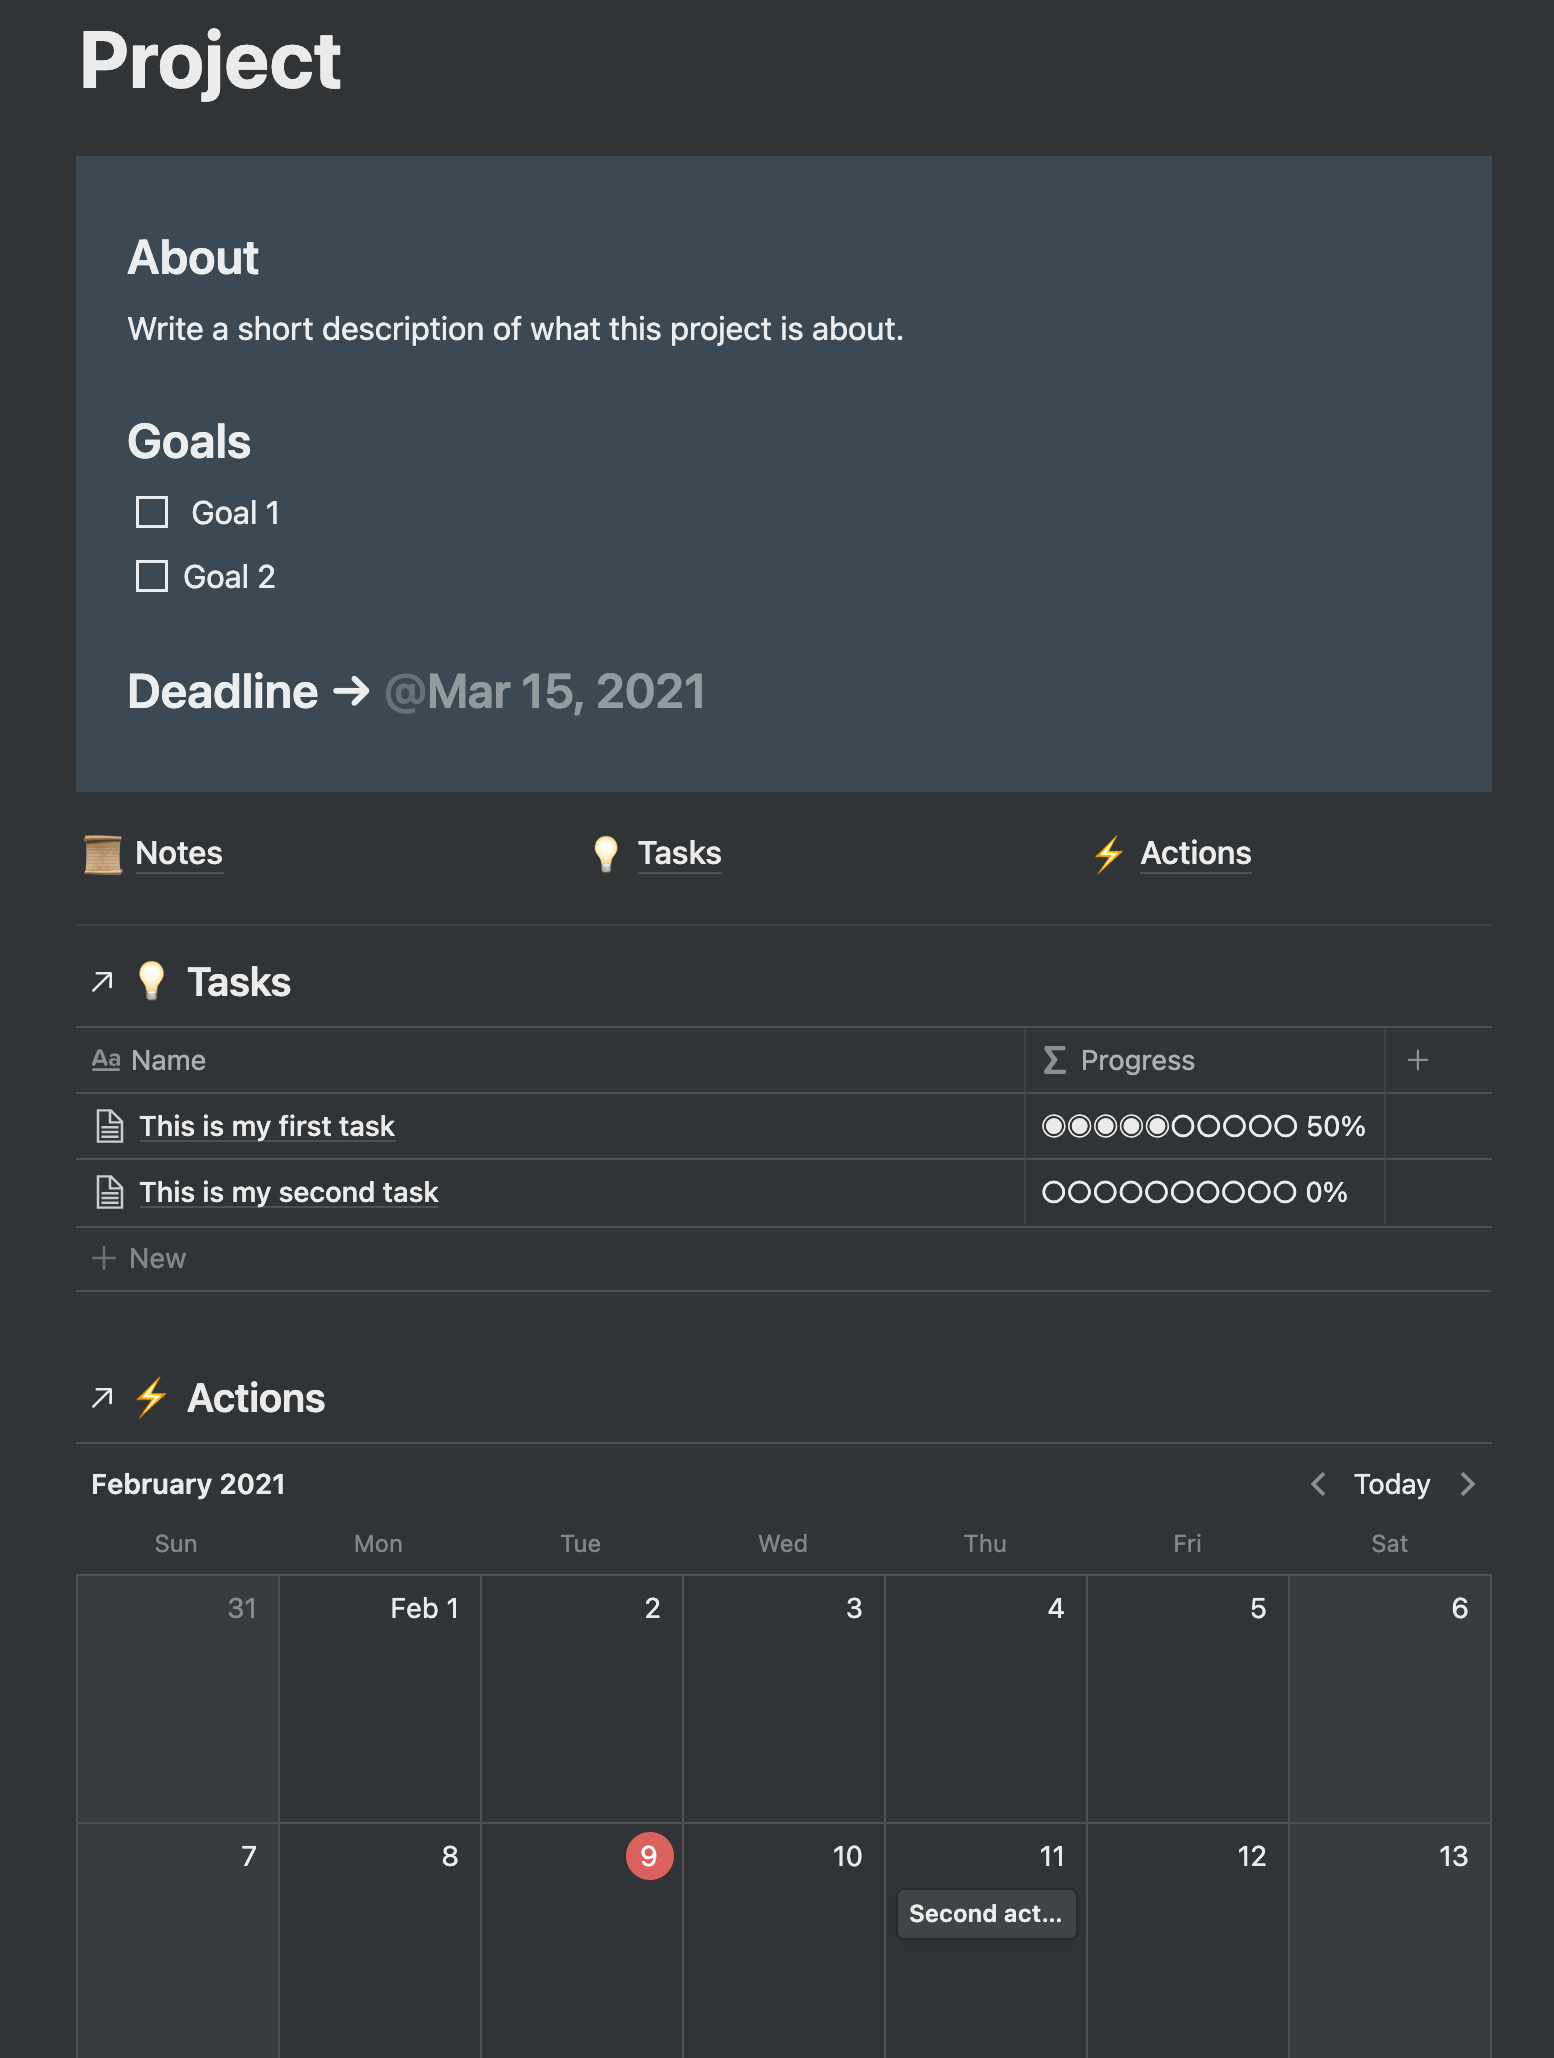 Project
About
Write a short description of what this project is about.
Goals
Goal 1
Goal 2
Deadline → @Mar 15, 2021
Notes Tasks Actions
Tasks
Aa Name Σ Progress +
This is my first task ◉◉◉◉◉○○○○○ 50%
This is my second task ○○○○○○○○○○ 0%
+ New
Actions
February 2021 Today
Sun Mon Tue Wed Thu Fri Sat
31 Feb 1 2 3 4 5 6
7 8 9 10 11 12 13
Second act...